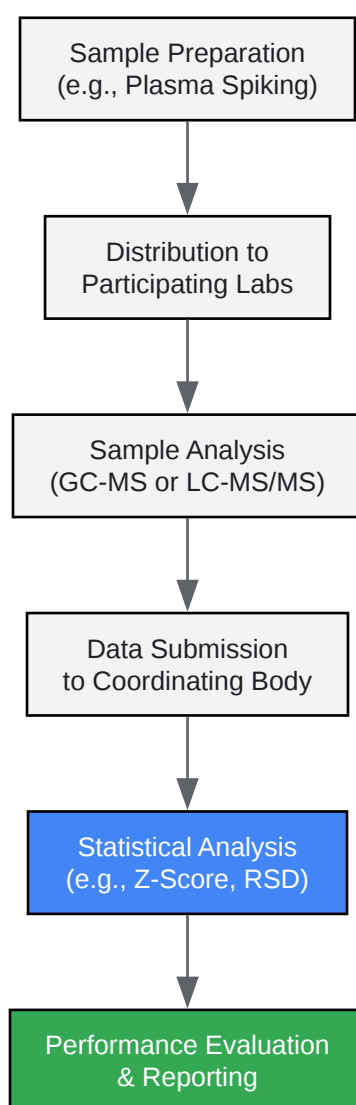 Sample Preparation
(e.g., Plasma Spiking)
Distribution to
Participating Labs
Sample Analysis
(GC-MS or LC-MS/MS)
Data Submission
to Coordinating Body
Statistical Analysis
(e.g., Z-Score, RSD)
Performance Evaluation
& Reporting